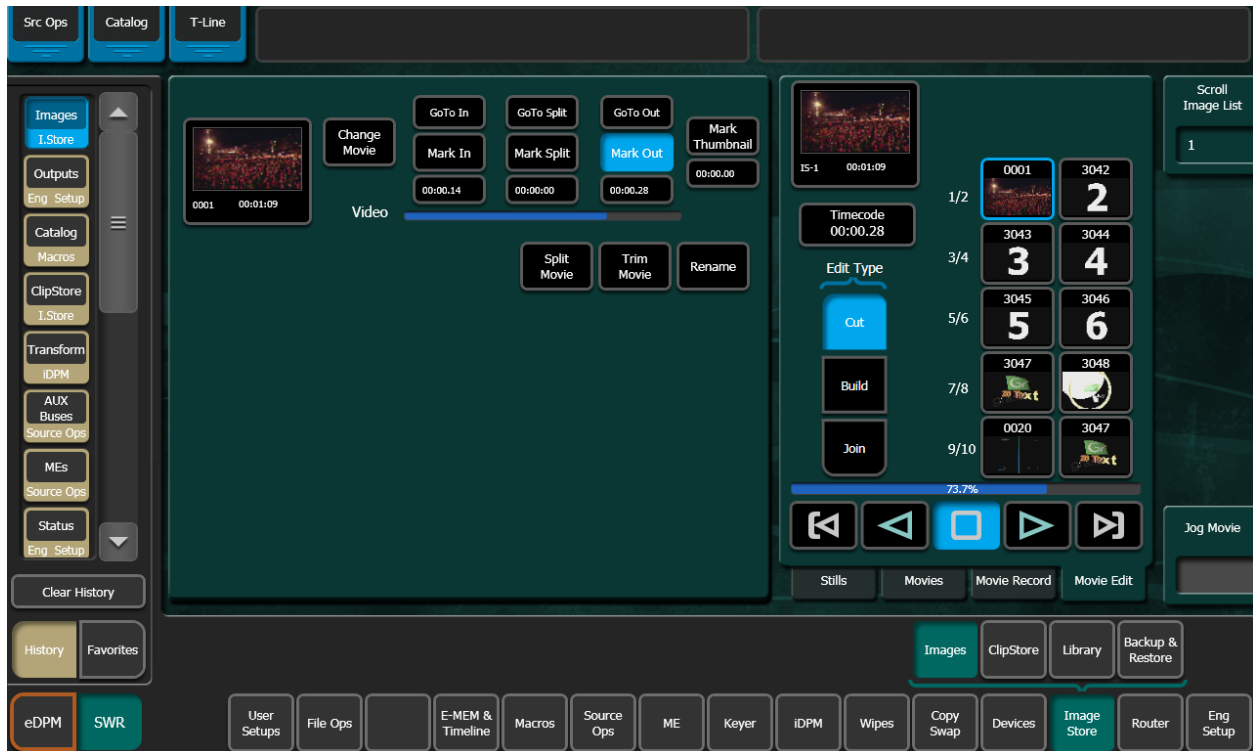 Src Ops
Catalog
T-Line
Images
I.Store
Outputs
Eng Setup
Catalog
Macros
ClipStore
I.Store
Transform
iDPM
AUX
Buses
Source Ops
MEs
Source Ops
Status
Eng Setup
Clear History
History
Favorites
0001 00:01:09
Change
Movie
Video
GoTo In
GoTo Split
GoTo Out
Mark In
Mark Split
Mark Out
Mark
Thumbnail
00:00.14
00:00:00
00:00.28
00:00.00
Split
Movie
Trim
Movie
Rename
IS-1 00:01:09
Timecode
00:00.28
Edit Type
Cut
Build
Join
1/2
0001
3042
2
3/4
3043
3
3044
4
5/6
3045
5
3046
6
7/8
3047
3048
9/10
0020
3047
73.7%
Stills
Movies
Movie Record
Movie Edit
Scroll
Image List
1
Jog Movie
Images
ClipStore
Library
Backup &
Restore
eDPM
SWR
User
Setups
File Ops
E-MEM &
Timeline
Macros
Source
Ops
ME
Keyer
iDPM
Wipes
Copy
Swap
Devices
Image
Store
Router
Eng
Setup